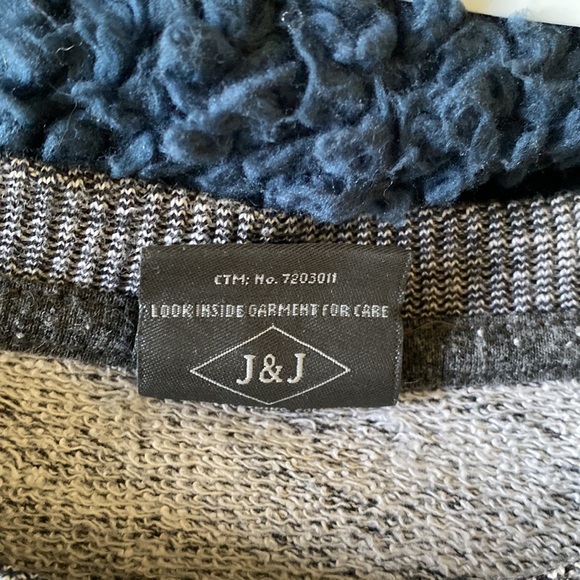 CTM; No. 7203011
LOOK INSIDE GARMENT FOR CARE
J&J